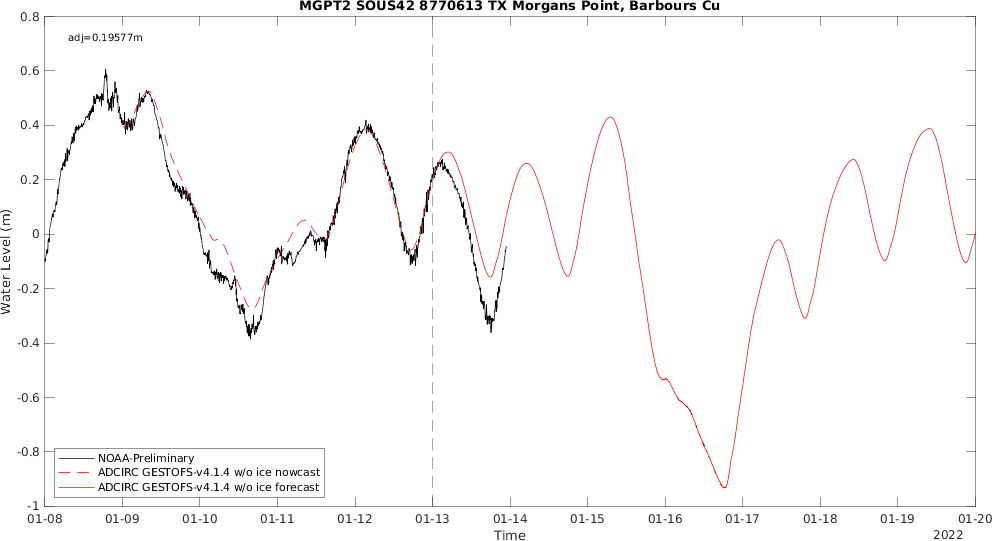 MGPT2 SOUS42 8770613 TX Morgans Point, Barbours Cu
adj=0.19577m
0.8
0.6
0.4
0.2
0
-0.2
-0.4
-0.6
-0.8
-1
Water Level (m)
NOAA-Preliminary
ADCIRC GESTOFS-v4.1.4 w/o ice nowcast
ADCIRC GESTOFS-v4.1.4 w/o ice forecast
01-08 01-09 01-10 01-11 01-12 01-13 01-14 01-15 01-16 01-17 01-18 01-19 01-20
Time
2022